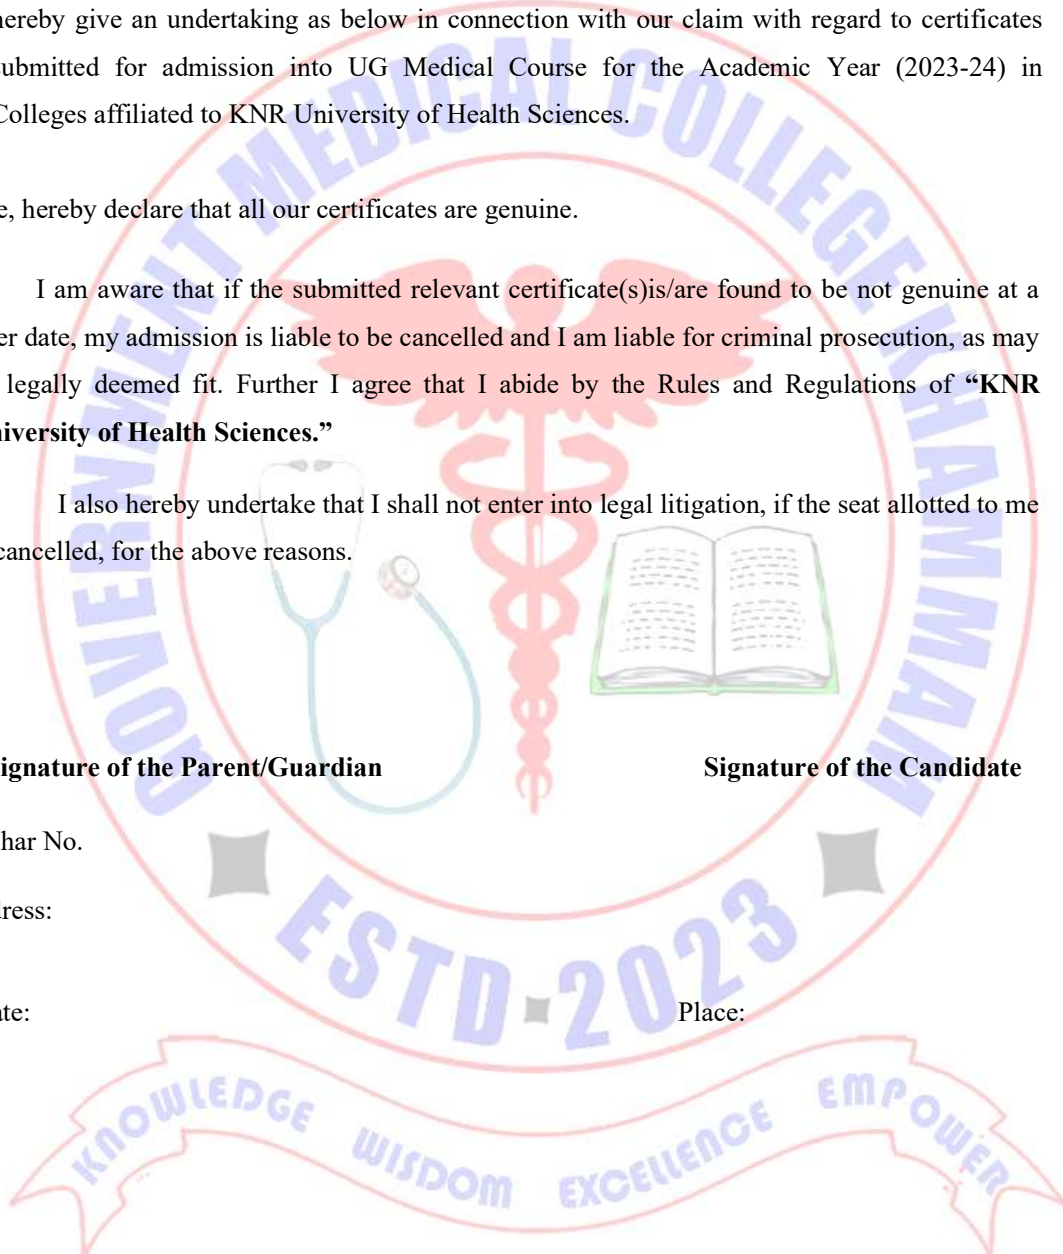 hereby give an undertaking as below in connection with our claim with regard to certificates
submitted for admission into UG Medical Course for the Academic Year (2023-24) in
Colleges affiliated to KNR University of Health Sciences.
e, hereby declare that all our certificates are genuine.
I am aware that if the submitted relevant certificate(s)is/are found to be not genuine at a
er date, my admission is liable to be cancelled and I am liable for criminal prosecution, as may
legally deemed fit. Further I agree that I abide by the Rules and Regulations of “KNR
niversity of Health Sciences.”
I also hereby undertake that I shall not enter into legal litigation, if the seat allotted to me
cancelled, for the above reasons.
ignature of the Parent/Guardian Signature of the Candidate
har No.
dress:
ate: Place:
GOVERNMENT MEDICAL COLLEGE KHAMMAM
ESTD 2023
KNOWLEDGE WISDOM EXCELLENCE EMPOWER